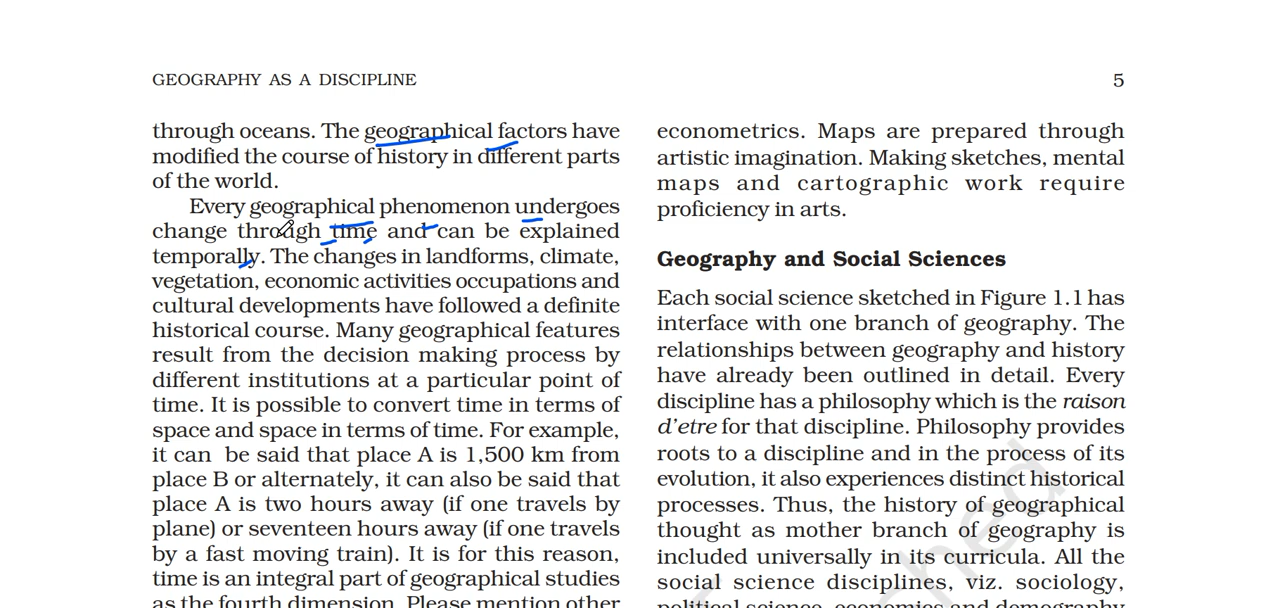 GEOGRAPHY AS A DISCIPLINE
5
through oceans. The geographical factors have
modified the course of history in different parts
of the world.
Every geographical phenomenon undergoes
change through time and can be explained
temporally. The changes in landforms, climate,
vegetation, economic activities occupations and
cultural developments have followed a definite
historical course. Many geographical features
result from the decision making process by
different institutions at a particular point of
time. It is possible to convert time in terms of
space and space in terms of time. For example,
it can be said that place A is 1,500 km from
place B or alternately, it can also be said that
place A is two hours away (if one travels by
plane) or seventeen hours away (if one travels
by a fast moving train). It is for this reason,
time is an integral part of geographical studies
as the fourth dimension. Please mention other
econometrics. Maps are prepared through
artistic imagination. Making sketches, mental
maps and cartographic work require
proficiency in arts.
Geography and Social Sciences
Each social science sketched in Figure 1.1 has
interface with one branch of geography. The
relationships between geography and history
have already been outlined in detail. Every
discipline has a philosophy which is the raison
d'etre for that discipline. Philosophy provides
roots to a discipline and in the process of its
evolution, it also experiences distinct historical
processes. Thus, the history of geographical
thought as mother branch of geography is
included universally in its curricula. All the
social science disciplines, viz. sociology,
political science, economics and demography